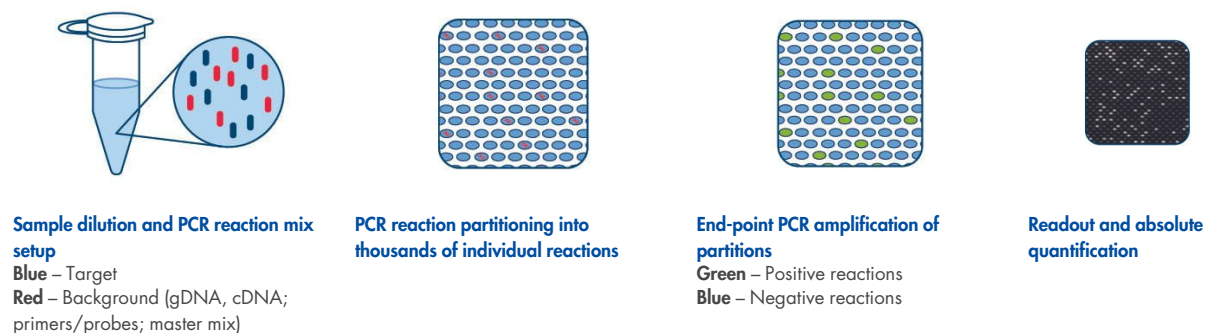 Sample dilution and PCR reaction mix
setup
Blue – Target
Red – Background (gDNA, cDNA;
primers/probes; master mix)
PCR reaction partitioning into
thousands of individual reactions
End-point PCR amplification of
partitions
Green – Positive reactions
Blue – Negative reactions
Readout and absolute
quantification